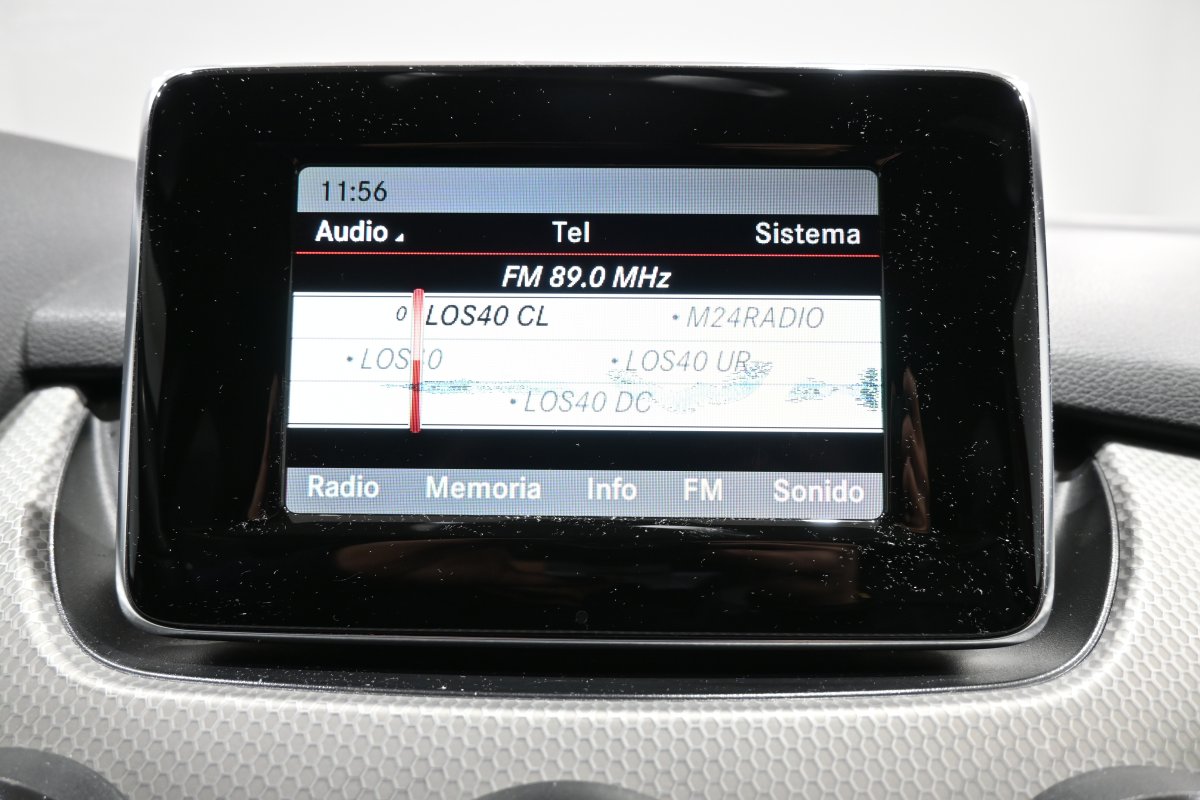 11:56
Audio Tel Sistema
FM 89.0 MHz
0 LOS40 CL • M24RADIO
• LOS40 • LOS40 UR
• LOS40 DC
Radio Memoria Info FM Sonido